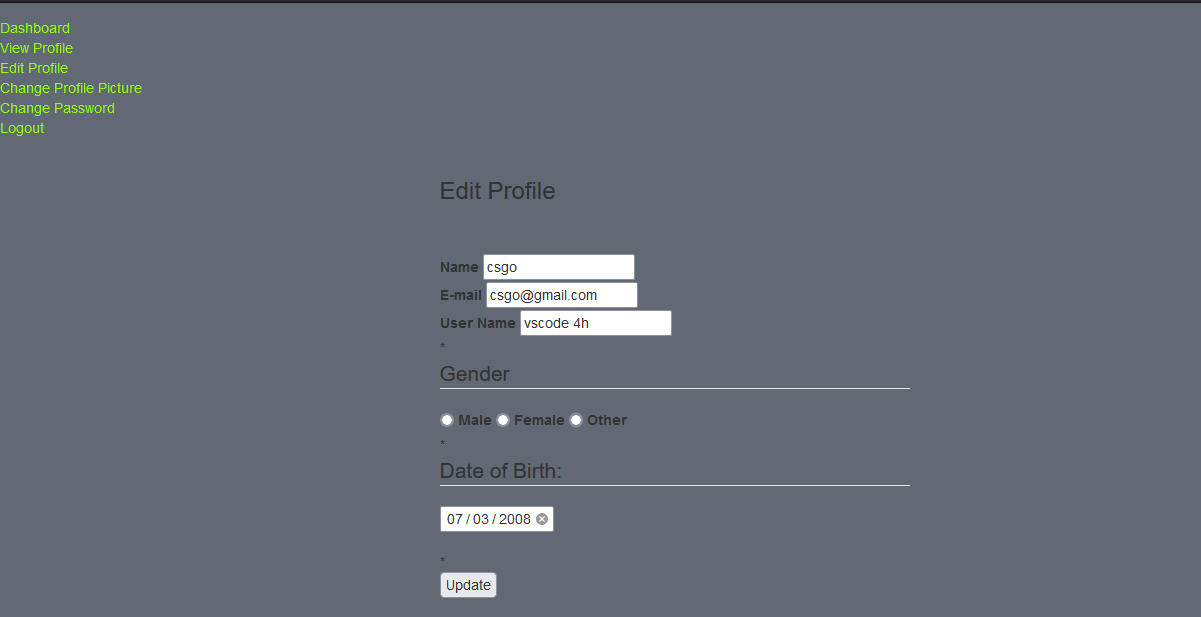 Dashboard
View Profile
Edit Profile
Change Profile Picture
Change Password
Logout
Edit Profile
Name csgo
E-mail csgo@gmail.com
User Name vscode 4h
*
Gender
Male Female Other
*
Date of Birth:
07 / 03 / 2008
*
Update